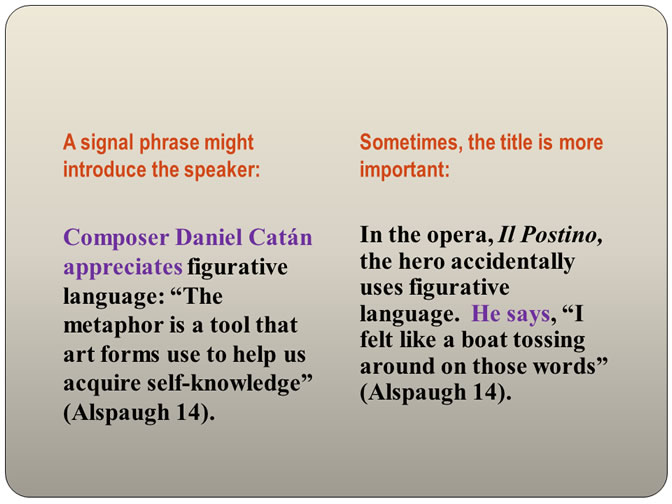 A signal phrase might
introduce the speaker:
Composer Daniel Catán
appreciates figurative
language: “The
metaphor is a tool that
art forms use to help us
acquire self-knowledge”
(Alspaugh 14).
Sometimes, the title is more
important:
In the opera, Il Postino,
the hero accidentally
uses figurative
language.  He says, “I
felt like a boat tossing
around on those words”
(Alspaugh 14).